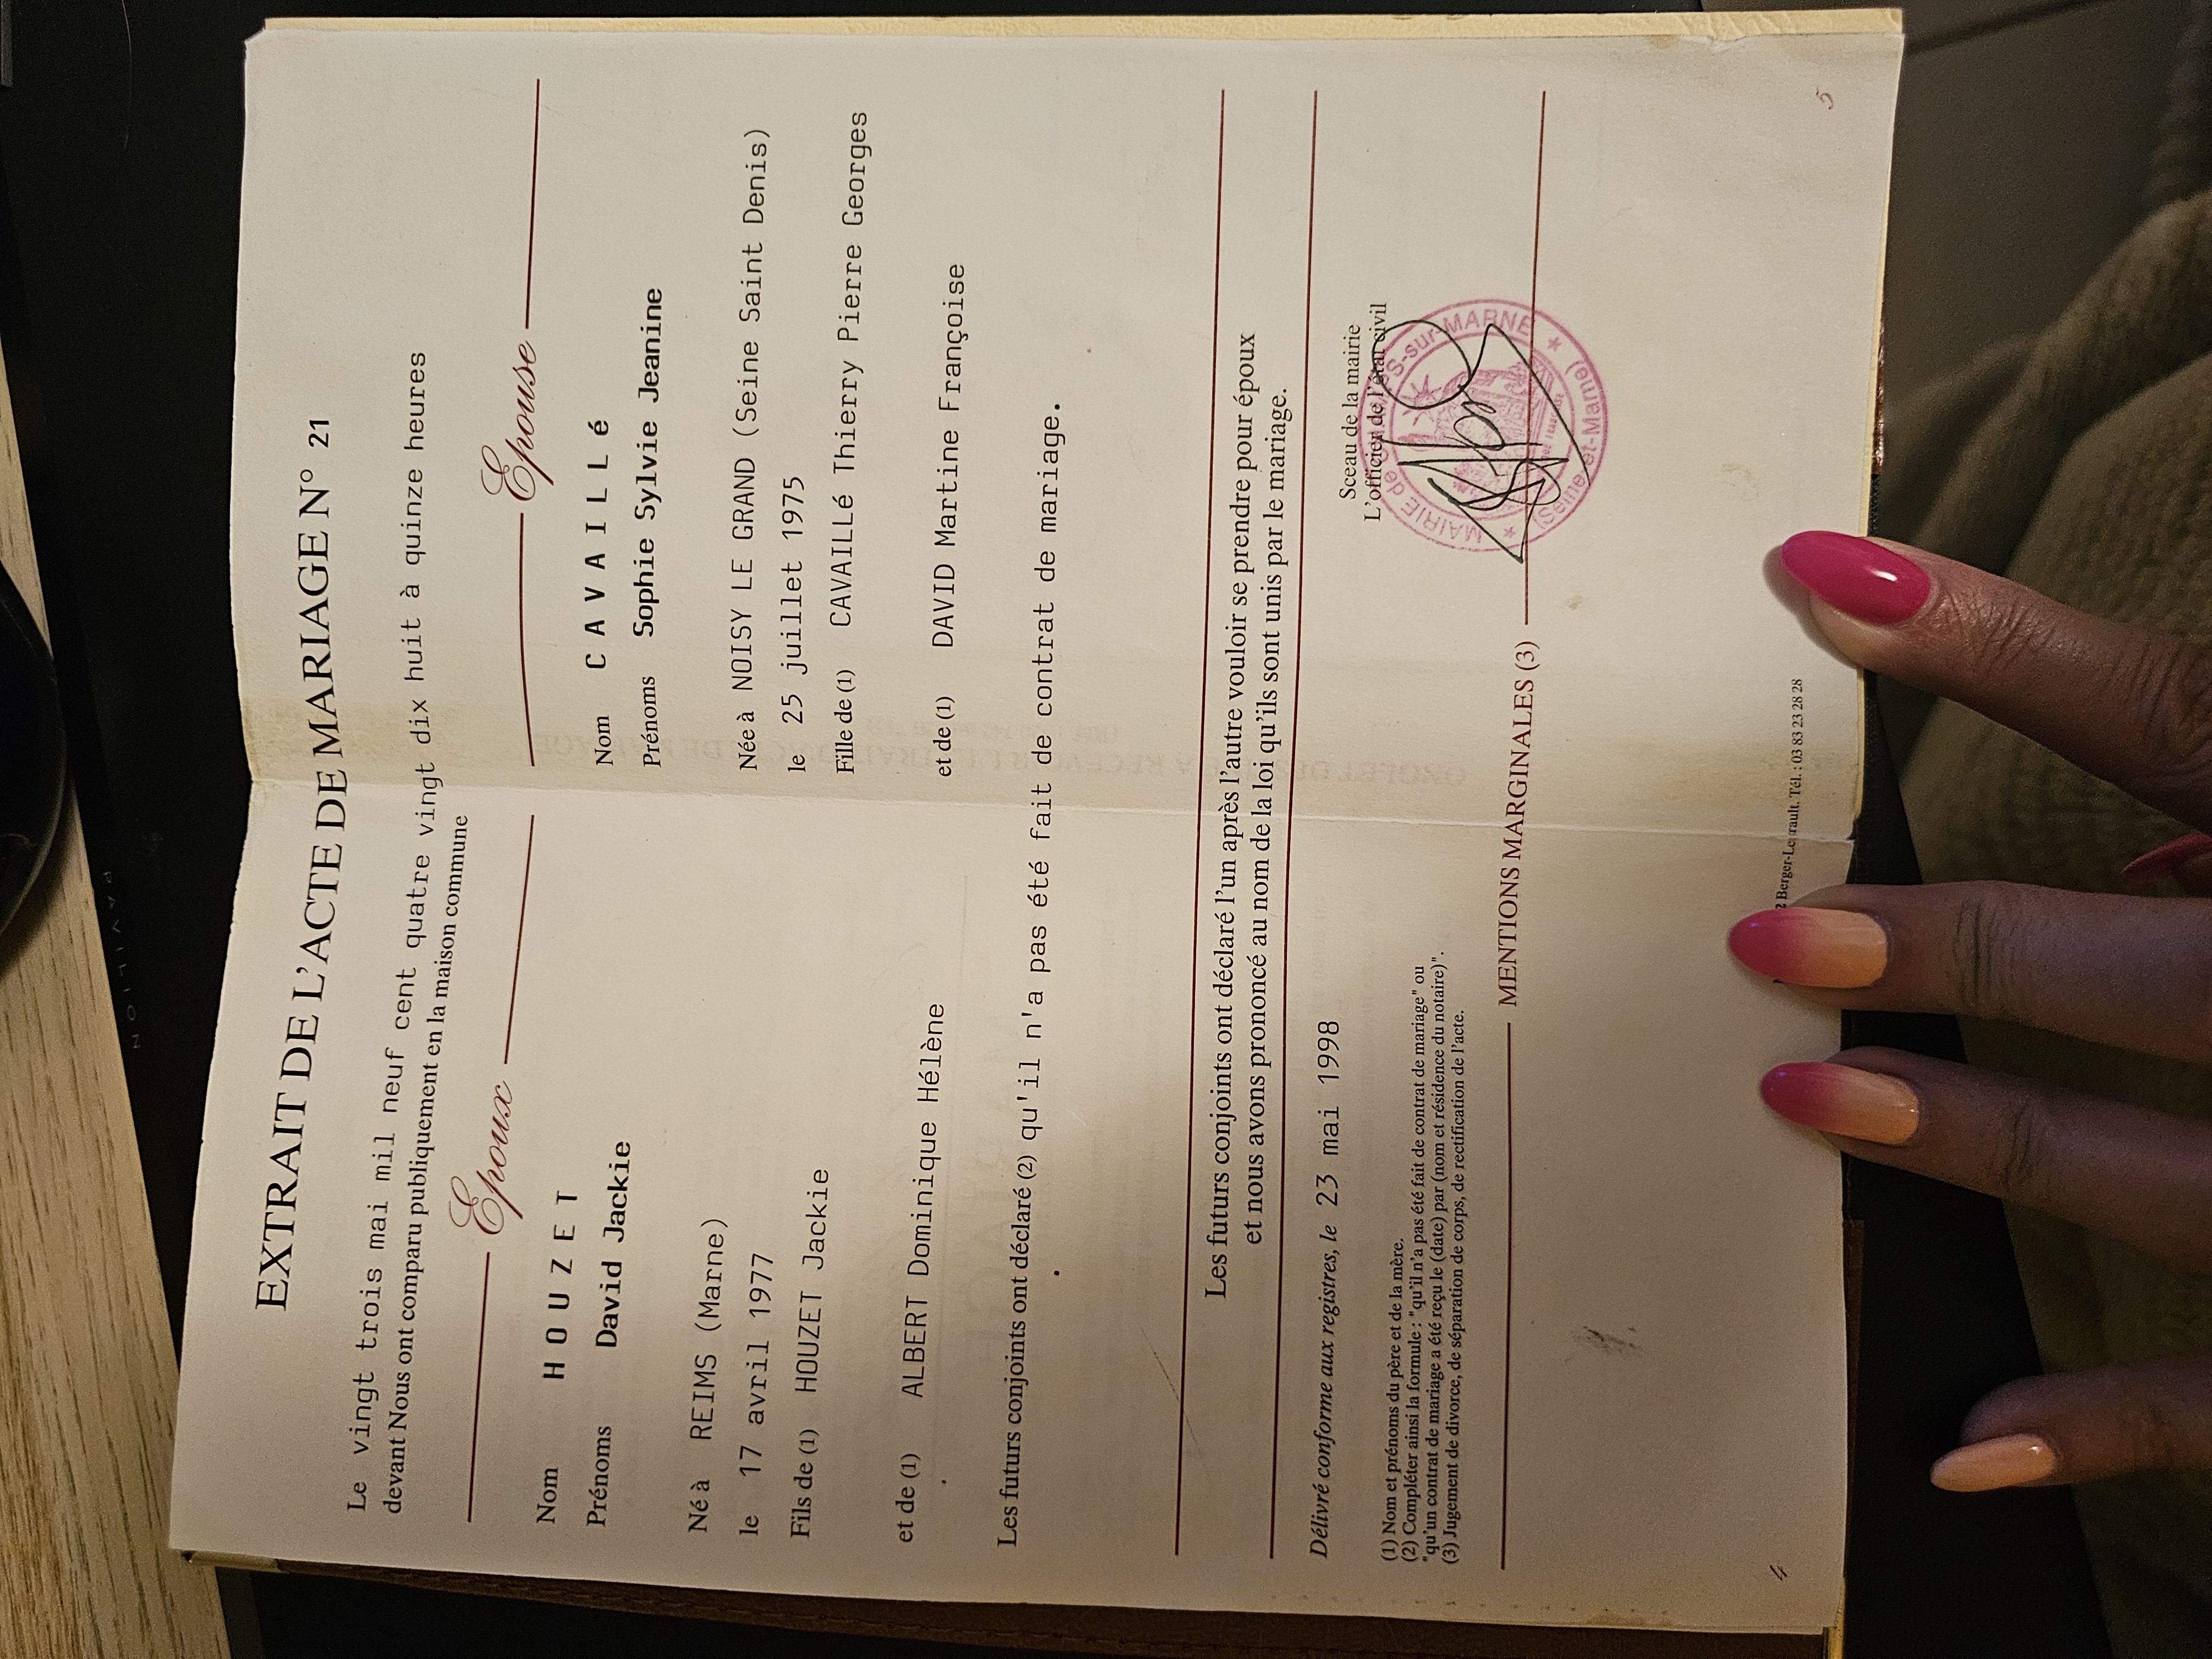 EXTRAIT DE L'ACTE DE MARIAGE N° 21
Le vingt trois mai mil neuf cent quatre vingt dix huit à quinze heures
devant Nous ont comparu publiquement en la maison commune
Epoux
Nom H O U Z E T
Prénoms David Jackie
Né à REIMS (Marne)
le 17 avril 1977
Fils de (1) HOUZET Jackie
et de (1) ALBERT Dominique Hélène
Epouse
Nom C A V A I L L é
Prénoms Sophie Sylvie Jeanine
Née à NOISY LE GRAND (Seine Saint Denis)
le 25 juillet 1975
Fille de (1) CAVAILLé Thierry Pierre Georges
et de (1) DAVID Martine Françoise
Les futurs conjoints ont déclaré (2) qu'il n'a pas été fait de contrat de mariage.
Les futurs conjoints ont déclaré l'un après l'autre vouloir se prendre pour époux
et nous avons prononcé au nom de la loi qu'ils sont unis par le mariage.
Délivré conforme aux registres, le 23 mai 1998
Sceau de la mairie
L'officier de l'état civil
MAIRIE de S-sur-MARNE
(Seine-et-Marne)
(1) Nom et prénoms du père et de la mère.
(2) Compléter ainsi la formule : "qu'il n'a pas été fait de contrat de mariage" ou
"qu'un contrat de mariage a été reçu le (date) par (nom et résidence du notaire)".
(3) Jugement de divorce, de séparation de corps, de rectification de l'acte.
MENTIONS MARGINALES (3)
Tél. : 03 83 23 28 28
4
5